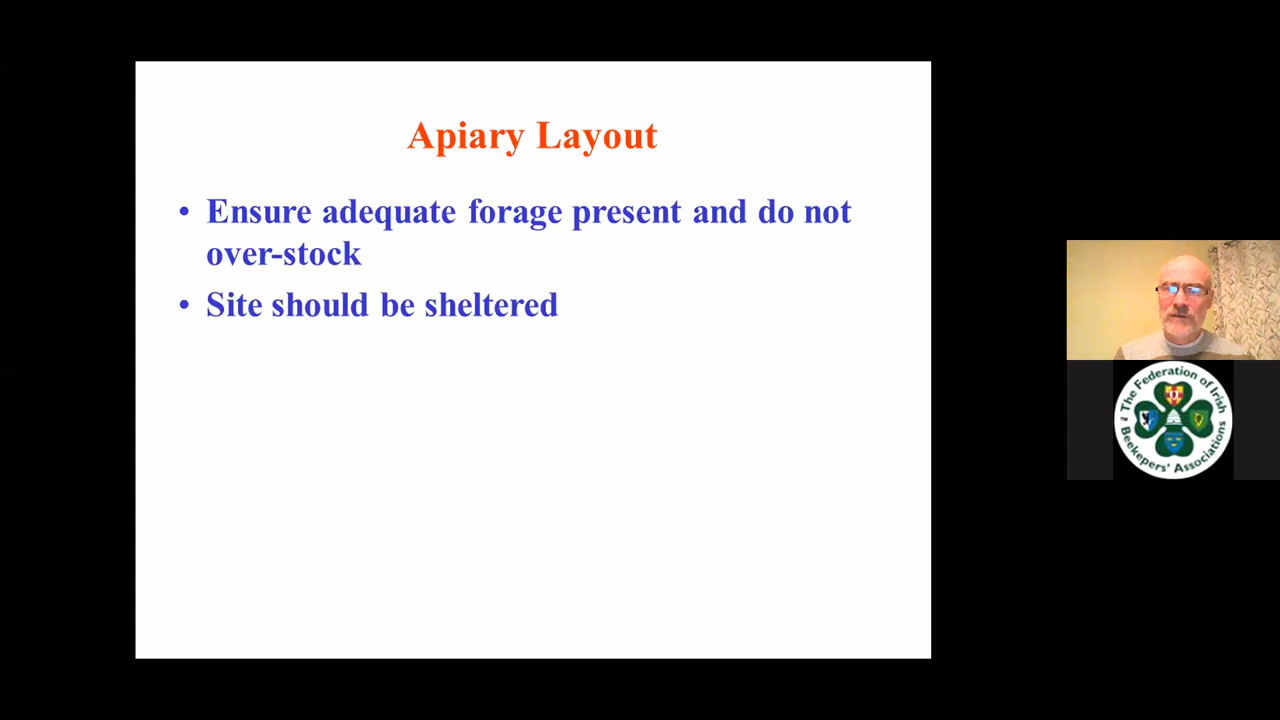 Apiary Layout
• Ensure adequate forage present and do not
over-stock
• Site should be sheltered
The Federation of Irish
Beekepers' Associations